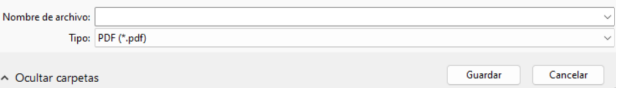 Nombre de archivo:
Tipo: PDF (*.pdf)
Ocultar carpetas Guardar Cancelar